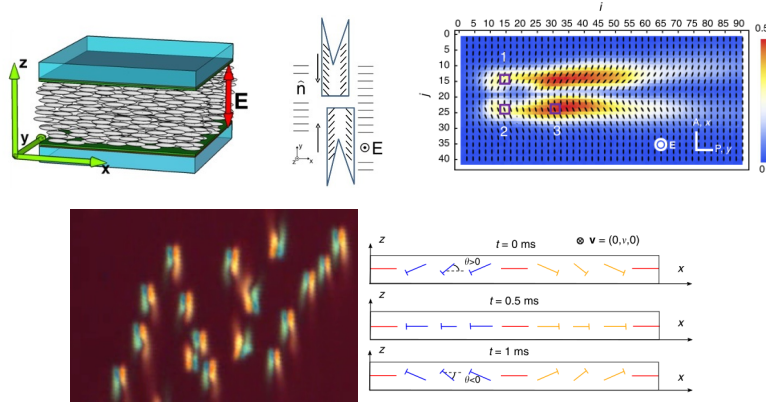 z
y
x
E
n̂
y
z x
E
i
0 5 10 15 20 25 30 35 40 45 50 55 60 65 70 75 80 85 90
j
0
5
10
15
20
25
30
35
40
1
2
3
E
A, x
P, y
0.5
0
z
t = 0 ms
⊗ v = (0,v,0)
θ>0
x
z
t = 0.5 ms
x
z
t = 1 ms
θ<0
x